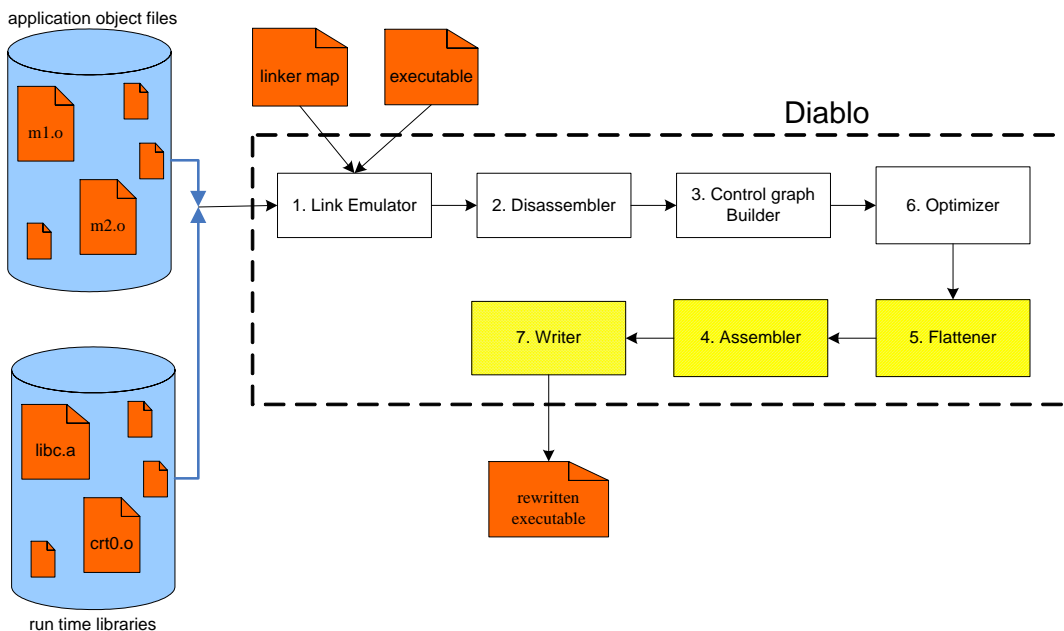 application object files
linker map
executable
Diablo
m1.o
m2.o
1. Link Emulator
2. Disassembler
3. Control graph
Builder
6. Optimizer
7. Writer
4. Assembler
5. Flattener
libc.a
crt0.o
rewritten
executable
run time libraries